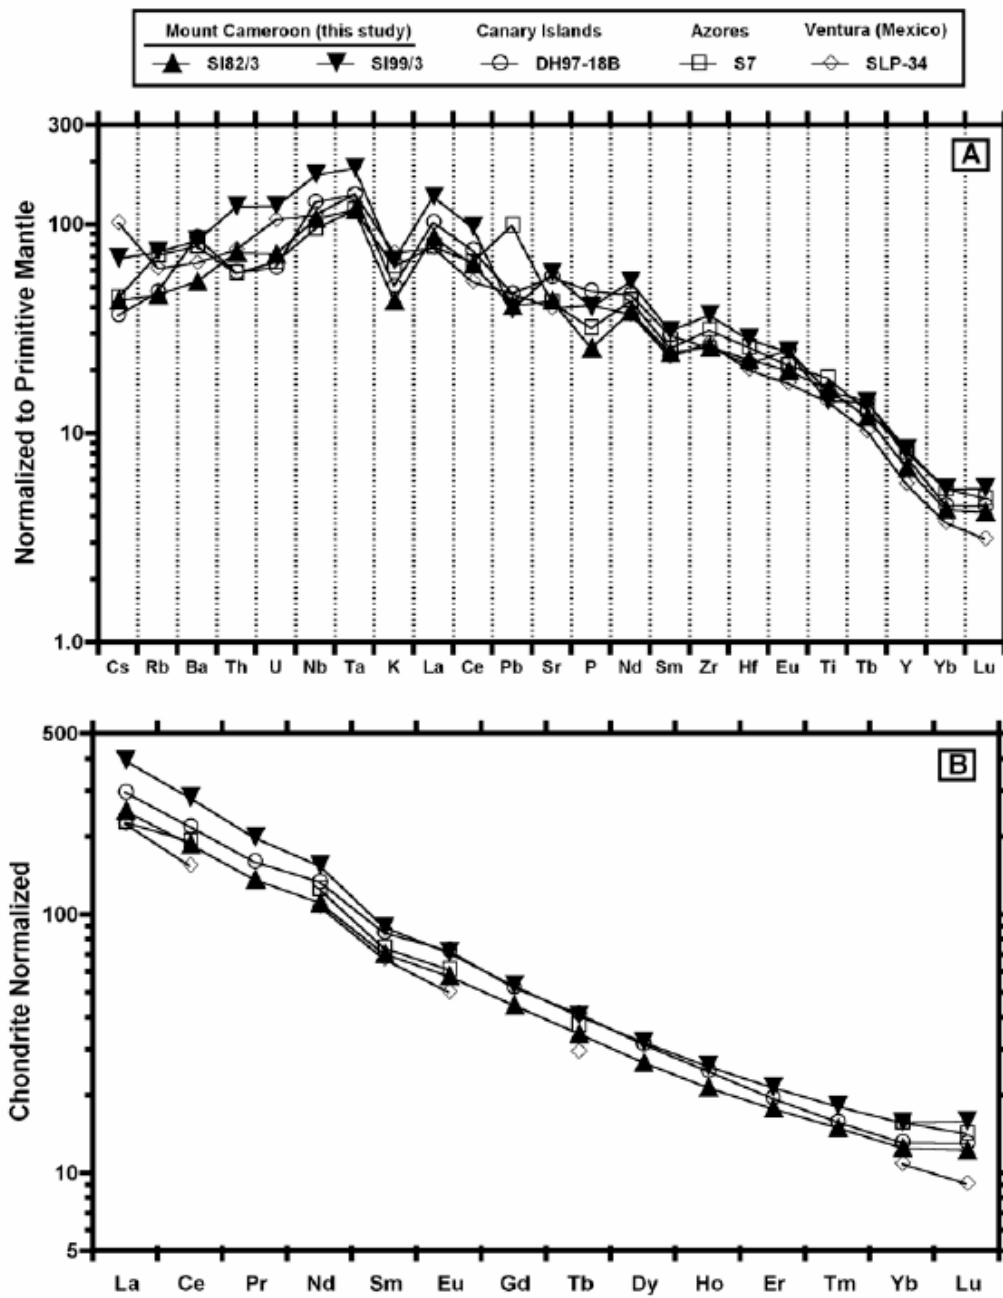 Mount Cameroon (this study) Canary Islands Azores Ventura (Mexico)
SI82/3 SI99/3 DH97-18B S7 SLP-34
A
300
100
10
1.0
Normalized to Primitive Mantle
Cs Rb Ba Th U Nb Ta K La Ce Pb Sr P Nd Sm Zr Hf Eu Ti Tb Y Yb Lu
B
500
100
10
5
Chondrite Normalized
La Ce Pr Nd Sm Eu Gd Tb Dy Ho Er Tm Yb Lu